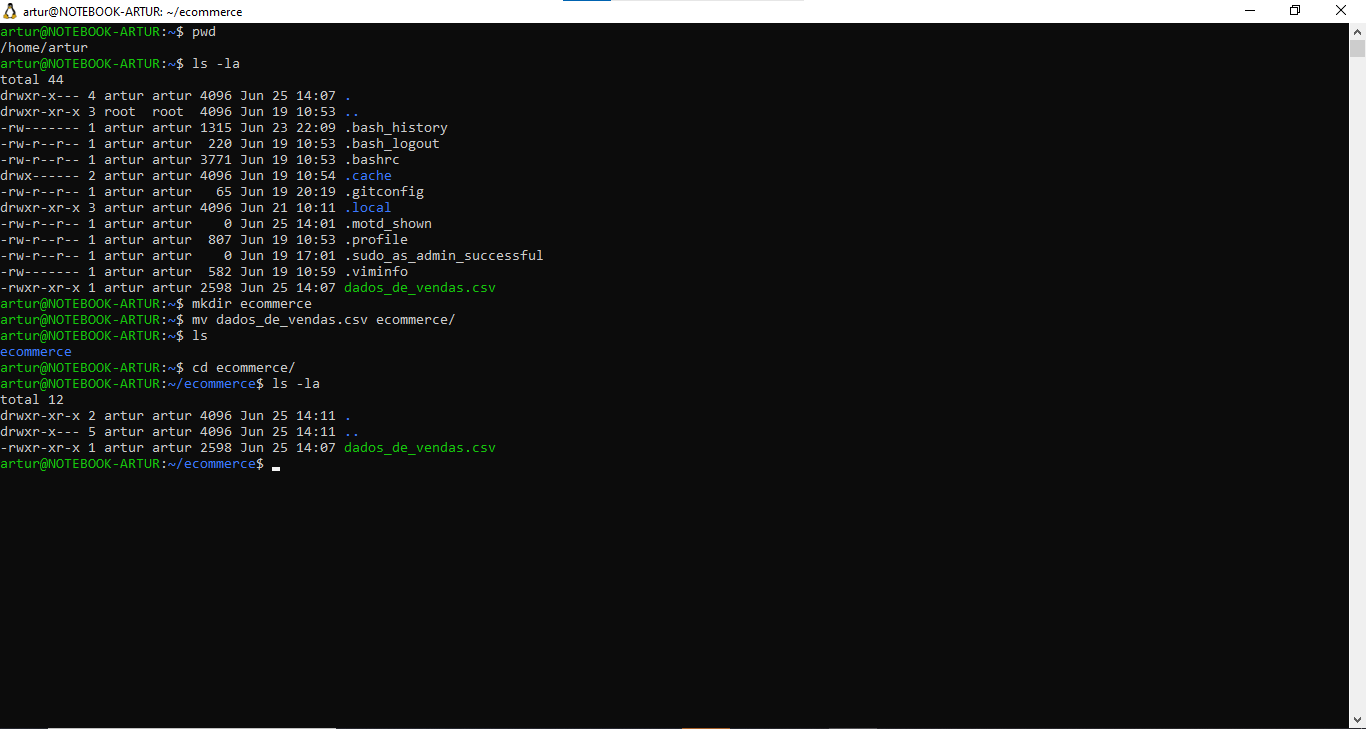 artur@NOTEBOOK-ARTUR: ~/ecommerce
artur@NOTEBOOK-ARTUR:~$ pwd
/home/artur
artur@NOTEBOOK-ARTUR:~$ ls -la
total 44
drwxr-x--- 4 artur artur 4096 Jun 25 14:07 .
drwxr-xr-x 3 root  root  4096 Jun 19 10:53 ..
-rw------- 1 artur artur 1315 Jun 23 22:09 .bash_history
-rw-r--r-- 1 artur artur  220 Jun 19 10:53 .bash_logout
-rw-r--r-- 1 artur artur 3771 Jun 19 10:53 .bashrc
drwx------ 2 artur artur 4096 Jun 19 10:54 .cache
-rw-r--r-- 1 artur artur   65 Jun 19 20:19 .gitconfig
drwxr-xr-x 3 artur artur 4096 Jun 21 10:11 .local
-rw-r--r-- 1 artur artur    0 Jun 25 14:01 .motd_shown
-rw-r--r-- 1 artur artur  807 Jun 19 10:53 .profile
-rw-r--r-- 1 artur artur    0 Jun 19 17:01 .sudo_as_admin_successful
-rw------- 1 artur artur  582 Jun 19 10:59 .viminfo
-rwxr-xr-x 1 artur artur 2598 Jun 25 14:07 dados_de_vendas.csv
artur@NOTEBOOK-ARTUR:~$ mkdir ecommerce
artur@NOTEBOOK-ARTUR:~$ mv dados_de_vendas.csv ecommerce/
artur@NOTEBOOK-ARTUR:~$ ls
ecommerce
artur@NOTEBOOK-ARTUR:~$ cd ecommerce/
artur@NOTEBOOK-ARTUR:~/ecommerce$ ls -la
total 12
drwxr-xr-x 2 artur artur 4096 Jun 25 14:11 .
drwxr-x--- 5 artur artur 4096 Jun 25 14:11 ..
-rwxr-xr-x 1 artur artur 2598 Jun 25 14:07 dados_de_vendas.csv
artur@NOTEBOOK-ARTUR:~/ecommerce$